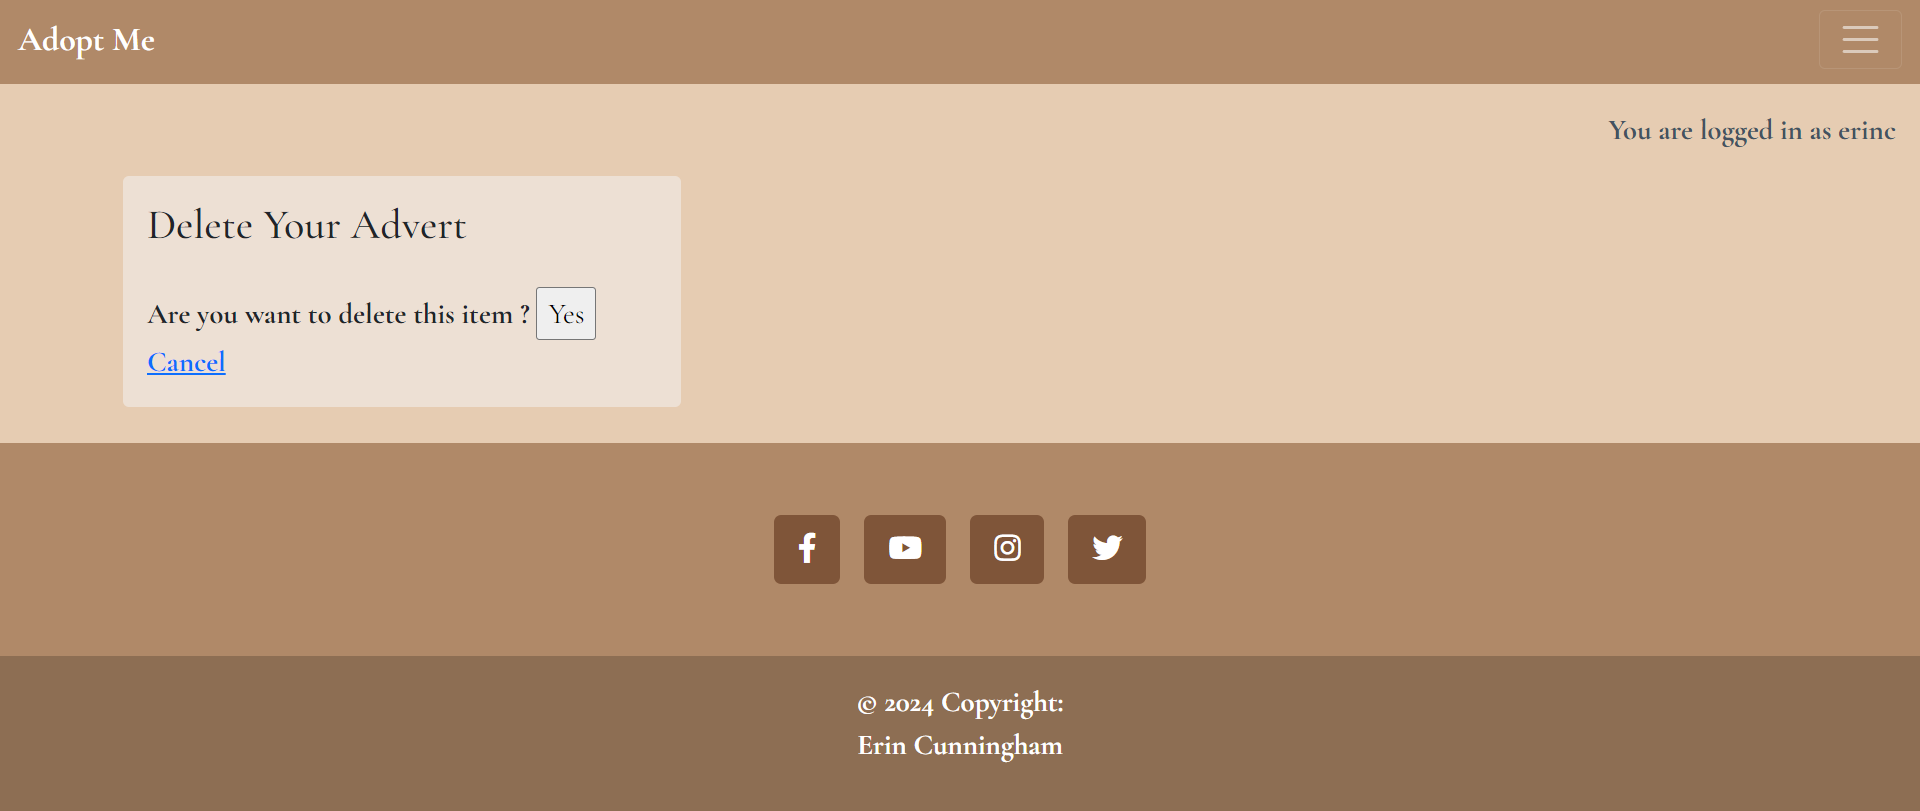 Adopt Me
You are logged in as erinc
Delete Your Advert
Are you want to delete this item ? Yes
Cancel
© 2024 Copyright:
Erin Cunningham